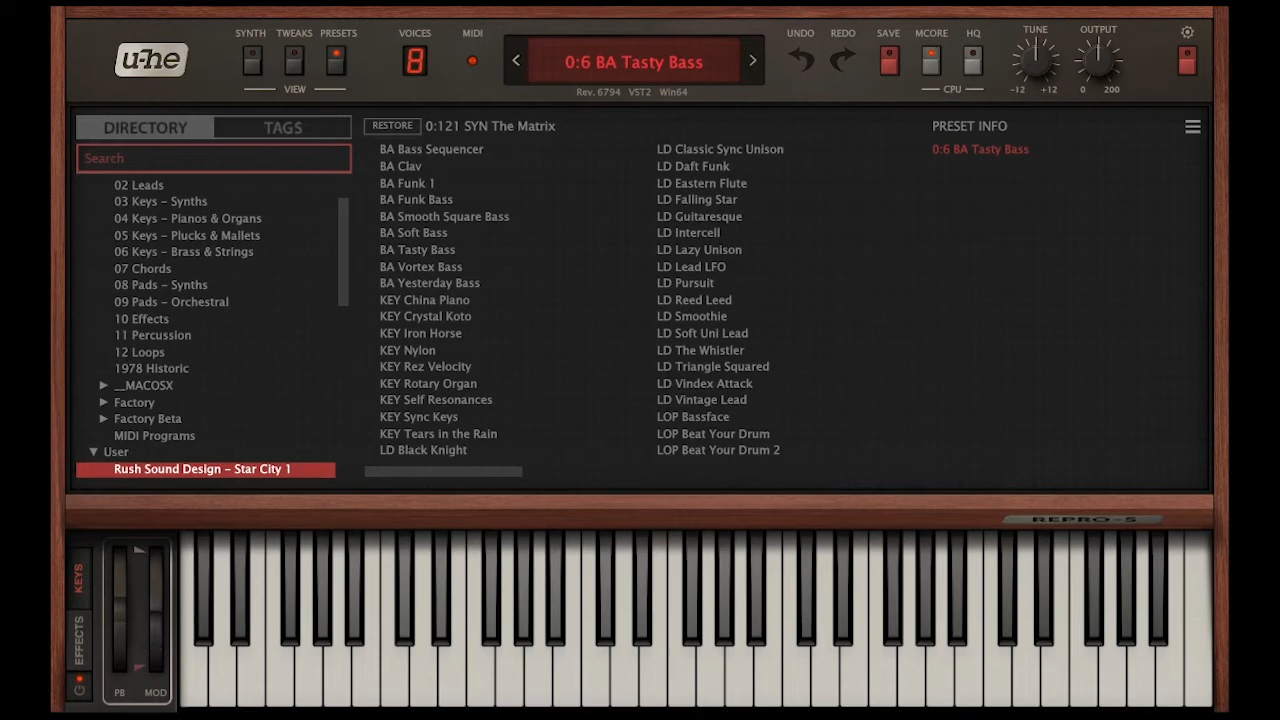 u-he
SYNTH TWEAKS PRESETS
VIEW
VOICES
8
MIDI
< 0:6 BA Tasty Bass >
Rev. 6794 VST2 Win64
UNDO REDO SAVE MCORE HQ
CPU
TUNE
-12 +12
OUTPUT
0 200
DIRECTORY TAGS
Search
02 Leads
03 Keys - Synths
04 Keys - Pianos & Organs
05 Keys - Plucks & Mallets
06 Keys - Brass & Strings
07 Chords
08 Pads - Synths
09 Pads - Orchestral
10 Effects
11 Percussion
12 Loops
1978 Historic
__MACOSX
Factory
Factory Beta
MIDI Programs
User
Rush Sound Design - Star City 1
RESTORE 0:121 SYN The Matrix
BA Bass Sequencer
BA Clav
BA Funk 1
BA Funk Bass
BA Smooth Square Bass
BA Soft Bass
BA Tasty Bass
BA Vortex Bass
BA Yesterday Bass
KEY China Piano
KEY Crystal Koto
KEY Iron Horse
KEY Nylon
KEY Rez Velocity
KEY Rotary Organ
KEY Self Resonances
KEY Sync Keys
KEY Tears in the Rain
LD Black Knight
LD Classic Sync Unison
LD Daft Funk
LD Eastern Flute
LD Falling Star
LD Guitaresque
LD Intercell
LD Lazy Unison
LD Lead LFO
LD Pursuit
LD Reed Leed
LD Smoothie
LD Soft Uni Lead
LD The Whistler
LD Triangle Squared
LD Vindex Attack
LD Vintage Lead
LOP Bassface
LOP Beat Your Drum
LOP Beat Your Drum 2
PRESET INFO
0:6 BA Tasty Bass
REPRO-5
KEYS
EFFECTS
PB MOD